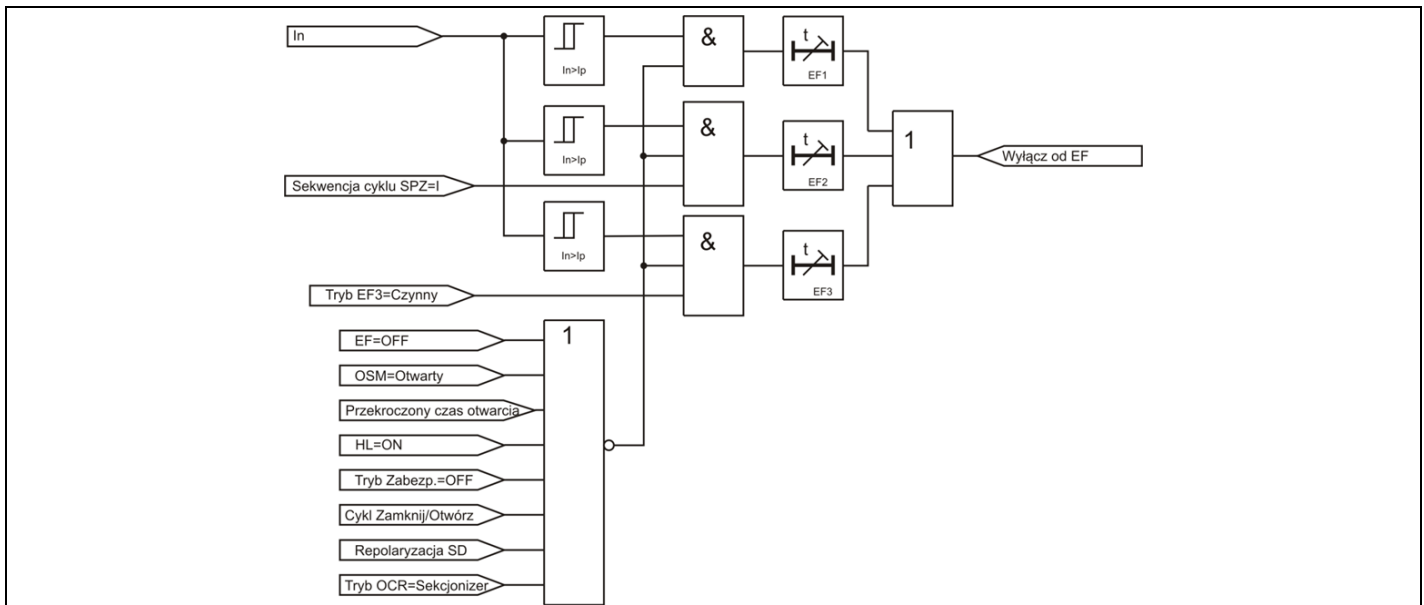 In
In>Ip
&
t
EF1
In>Ip
&
t
EF2
1
Wyłącz od EF
Sekwencja cyklu SPZ=I
In>Ip
&
t
EF3
Tryb EF3=Czynny
1
EF=OFF
OSM=Otwarty
Przekroczony czas otwarcia
HL=ON
Tryb Zabezp.=OFF
Cykl Zamknij/Otwórz
Repolaryzacja SD
Tryb OCR=Sekcjonizer